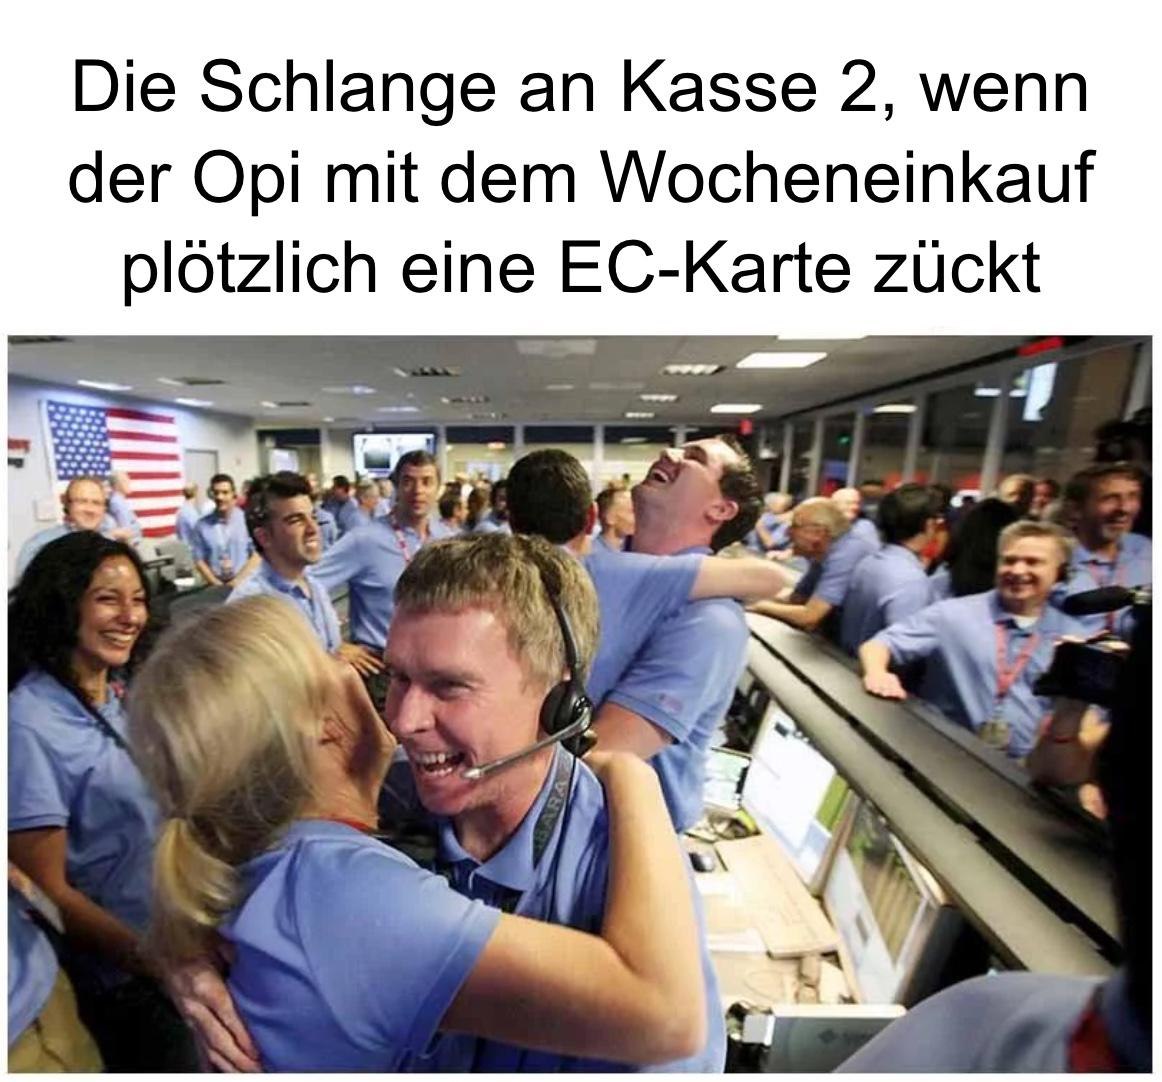 Die Schlange an Kasse 2, wenn
der Opi mit dem Wocheneinkauf
plötzlich eine EC-Karte zückt